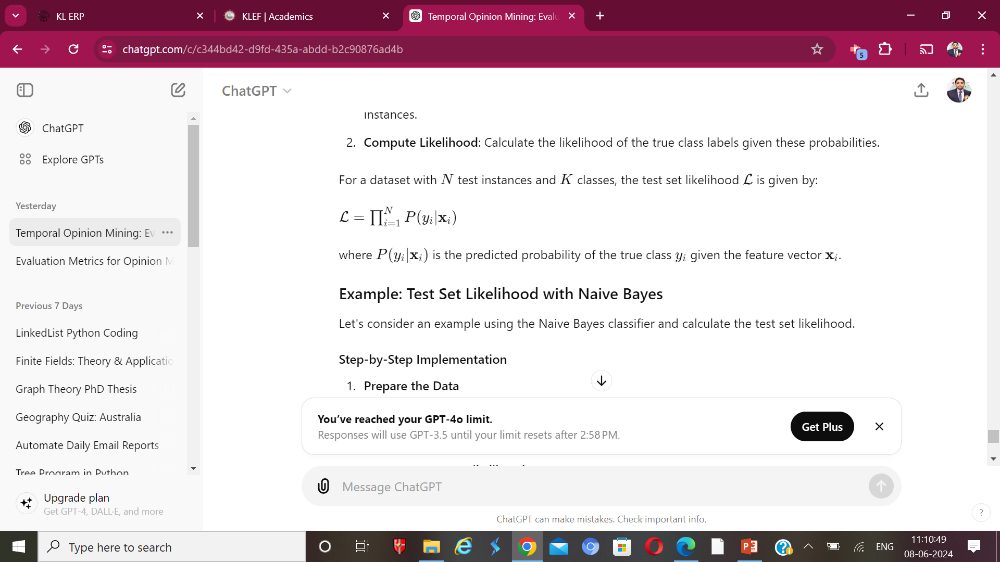 KL ERP
KLEF | Academics
Temporal Opinion Mining: Evalu
chatgpt.com/c/c344bd42-d9fd-435a-abdd-b2c90876ad4b
5
ChatGPT
Explore GPTs
Yesterday
Temporal Opinion Mining: Ev
Evaluation Metrics for Opinion M
Previous 7 Days
LinkedList Python Coding
Finite Fields: Theory & Applicatio
Graph Theory PhD Thesis
Geography Quiz: Australia
Automate Daily Email Reports
Tree Program in Python
Upgrade plan
Get GPT-4, DALL·E, and more
ChatGPT
instances.
2. Compute Likelihood: Calculate the likelihood of the true class labels given these probabilities.
For a dataset with N test instances and K classes, the test set likelihood ℒ is given by:
ℒ = ∏_{i=1}^{N} P(y_i|𝐱_i)
where P(y_i|𝐱_i) is the predicted probability of the true class y_i given the feature vector 𝐱_i.
Example: Test Set Likelihood with Naive Bayes
Let's consider an example using the Naive Bayes classifier and calculate the test set likelihood.
Step-by-Step Implementation
1. Prepare the Data
You've reached your GPT-4o limit.
Responses will use GPT-3.5 until your limit resets after 2:58 PM.
Get Plus
Message ChatGPT
ChatGPT can make mistakes. Check important info.
?
Type here to search
ENG
11:10:49
08-06-2024